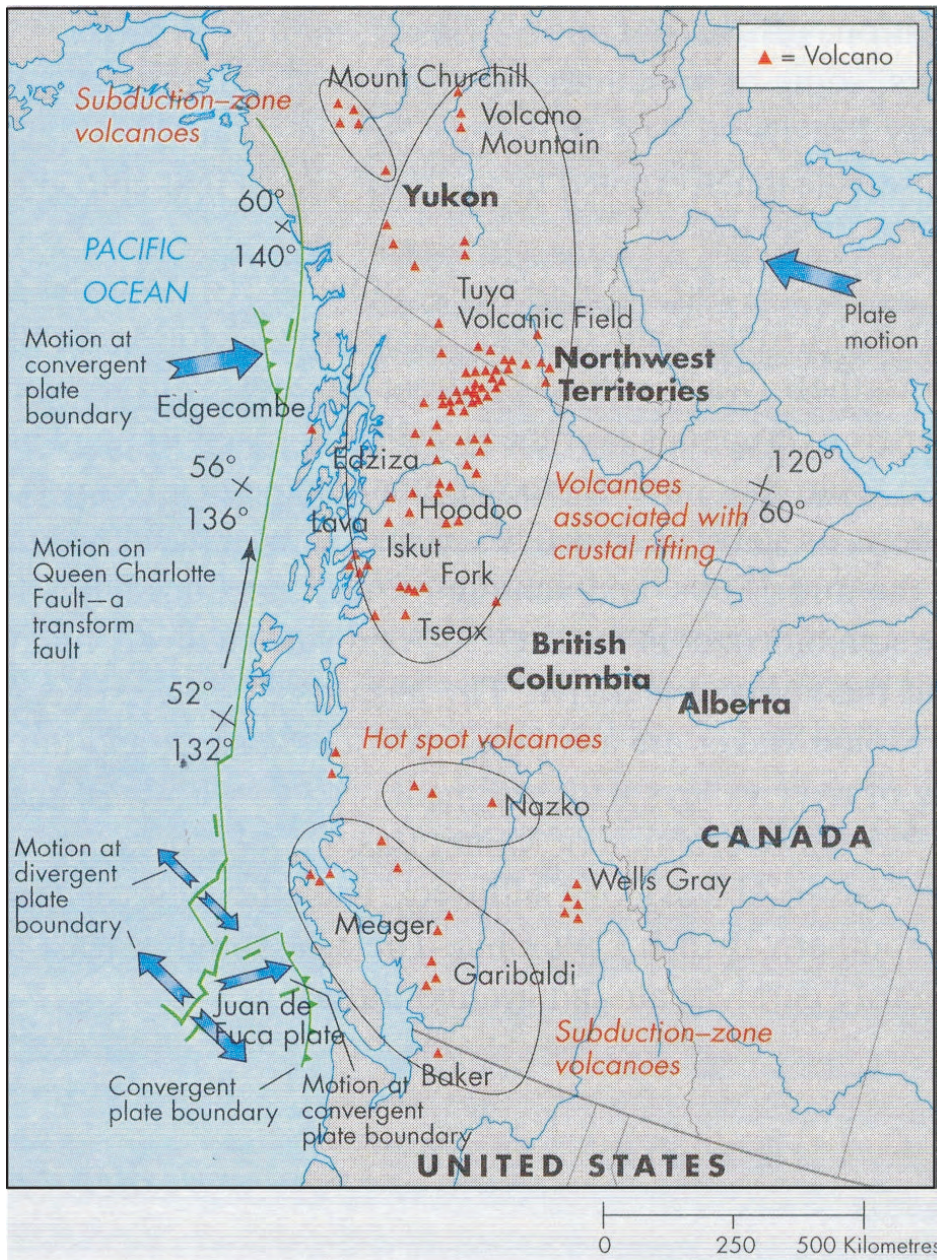 ▲ = Volcano
Mount Churchill
Subduction–zone
volcanoes
Volcano
Mountain
60°
140°
Yukon
PACIFIC
OCEAN
Plate
motion
Tuya
Volcanic Field
Motion at
convergent
plate
boundary
Edgecombe
Northwest
Territories
56°
136°
Edziza
120°
60°
Lava
Hoodoo
Volcanoes
associated with
crustal rifting
Iskut
Fork
Motion on
Queen Charlotte
Fault—a
transform
fault
Tseax
British
Columbia
Alberta
52°
132°
Hot spot volcanoes
Nazko
CANADA
Motion at
divergent
plate
boundary
Wells Gray
Meager
Garibaldi
Juan de
Fuca plate
Subduction–zone
volcanoes
Baker
Convergent
plate boundary
Motion at
convergent
plate boundary
UNITED STATES
0 250 500 Kilometres